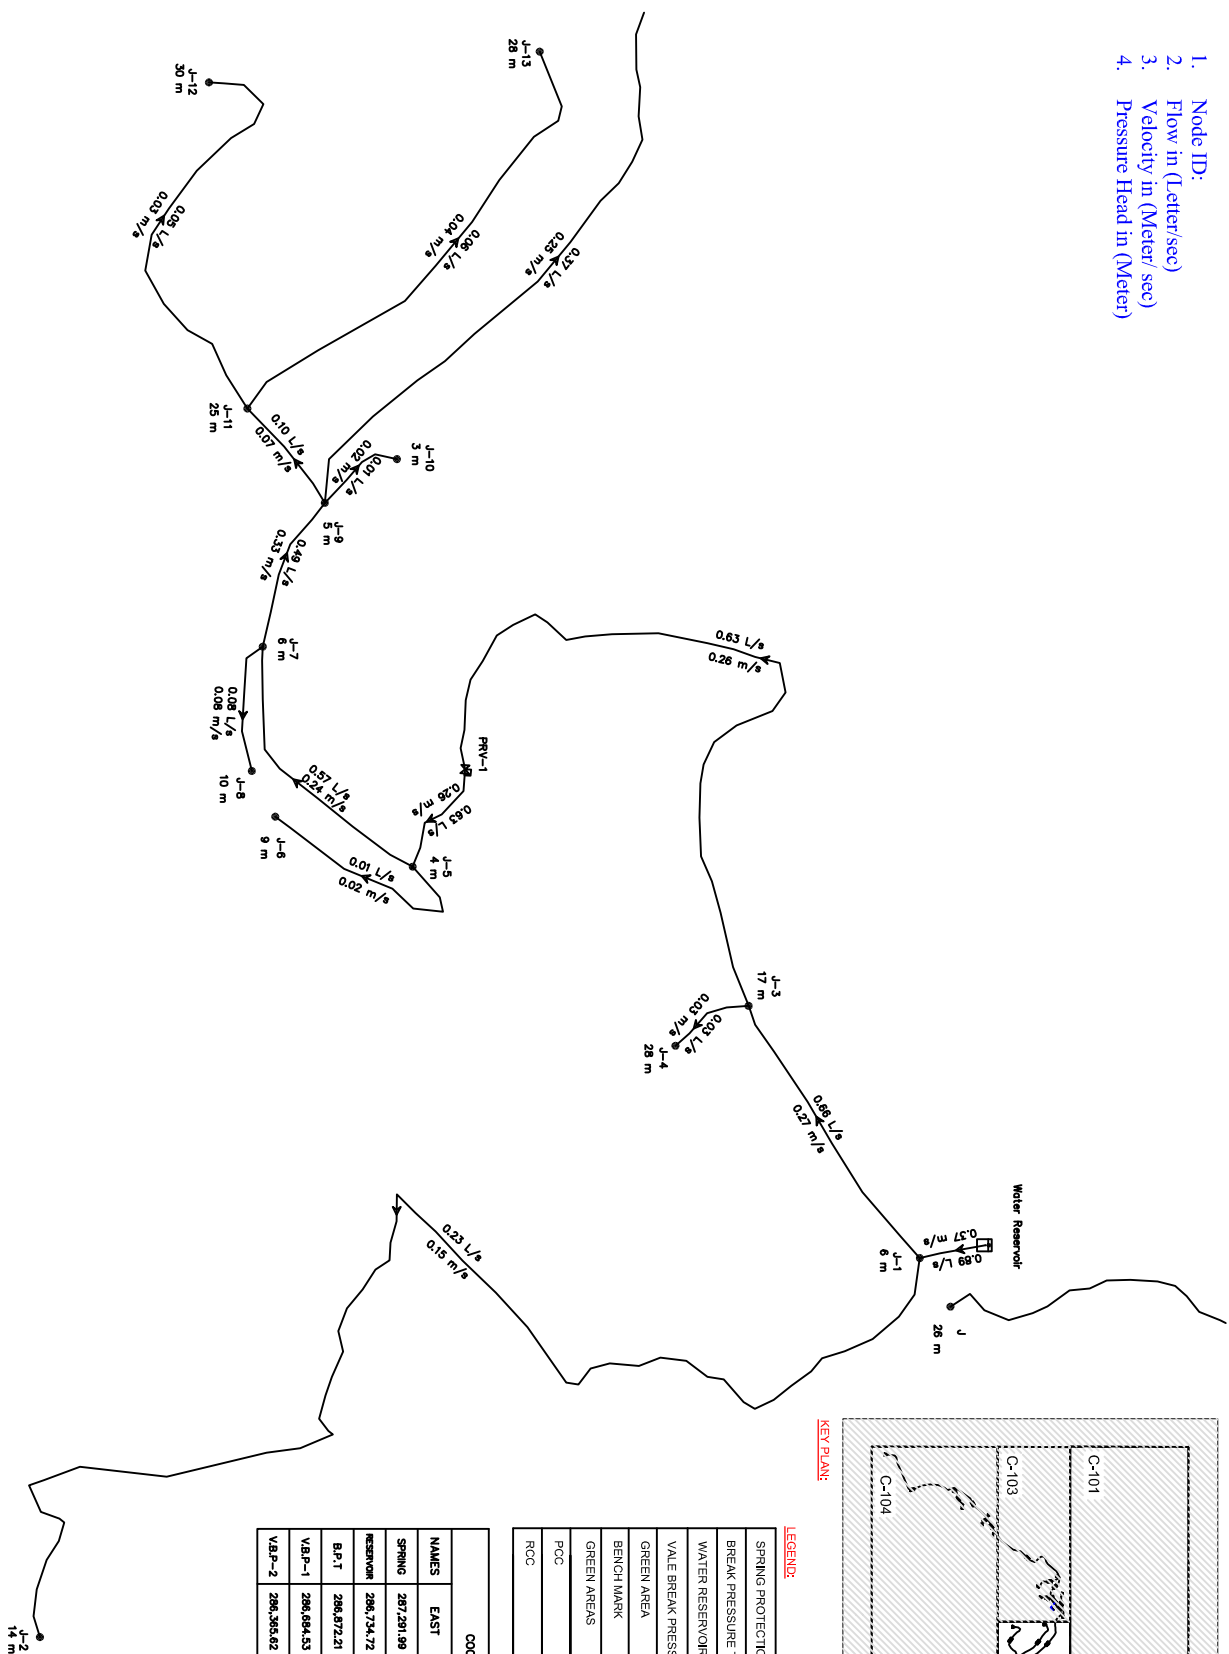 1. Node ID:
2. Flow in (Letter/sec)
3. Velocity in (Meter/ sec)
4. Pressure Head in (Meter)
J-13
28 m
J-12
30 m
0.05 L/s
0.03 m/s
0.06 L/s
0.04 m/s
0.37 L/s
0.25 m/s
J-11
25 m
0.10 L/s
0.07 m/s
J-10
3 m
0.01 L/s
0.02 m/s
J-9
5 m
0.49 L/s
0.33 m/s
J-7
6 m
0.08 L/s
0.08 m/s
J-8
10 m
0.63 L/s
0.26 m/s
PRV-1
0.63 L/s
0.26 m/s
0.57 L/s
0.24 m/s
J-6
9 m
J-5
4 m
0.01 L/s
0.02 m/s
J-3
17 m
0.03 L/s
0.03 m/s
J-4
28 m
0.66 L/s
0.27 m/s
Water Reservoir
0.89 L/s
0.37 m/s
J-1
6 m
J
26 m
0.23 L/s
0.15 m/s
J-2
14 m
KEY PLAN:
C-101
C-103
C-104
LEGEND:
SPRING PROTECTIO
BREAK PRESSURE
WATER RESERVOIR
VALE BREAK PRESS
GREEN AREA
BENCH MARK
GREEN AREAS
PCC
RCC
COO
NAMES EAST
SPRING 287,291.99
RESERVOIR 286,734.72
B.P.T 286,872.21
V.B.P-1 286,684.53
V.B.P-2 286,365.62